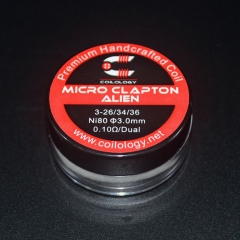 Premium Handcrafted Coil
COILOLOGY
MICRO CLAPTON
ALIEN
3-26/34/36
Ni80 Φ3.0mm
0.10Ω/Dual
www.coilology.net